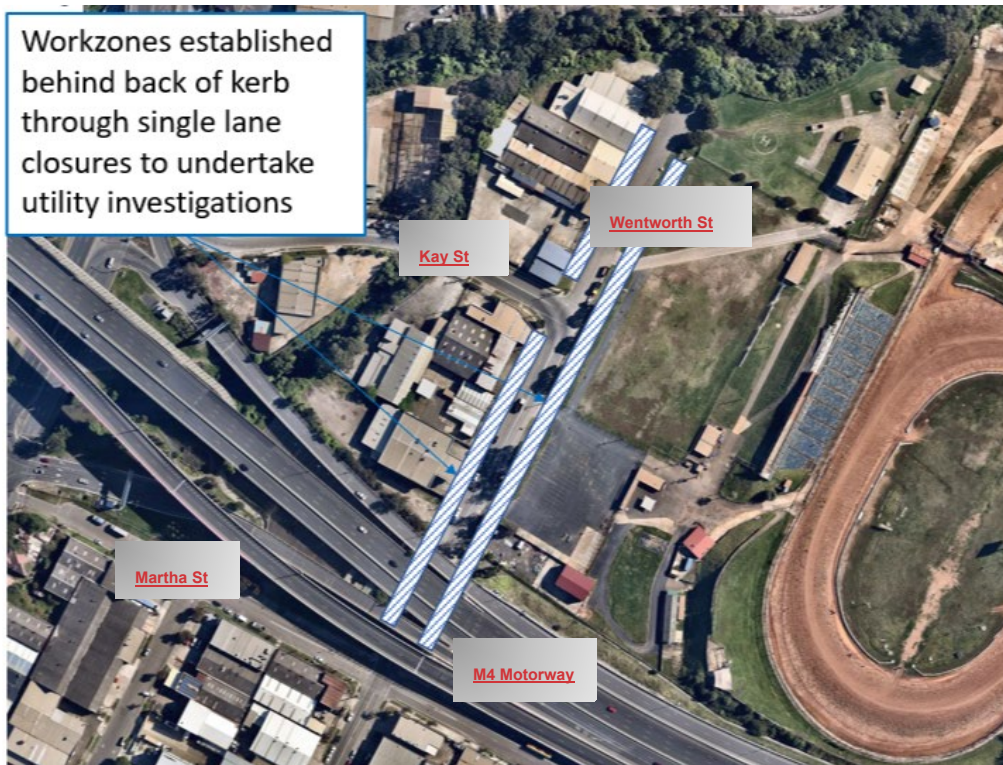 Workzones established
behind back of kerb
through single lane
closures to undertake
utility investigations
Wentworth St
Kay St
Martha St
M4 Motorway